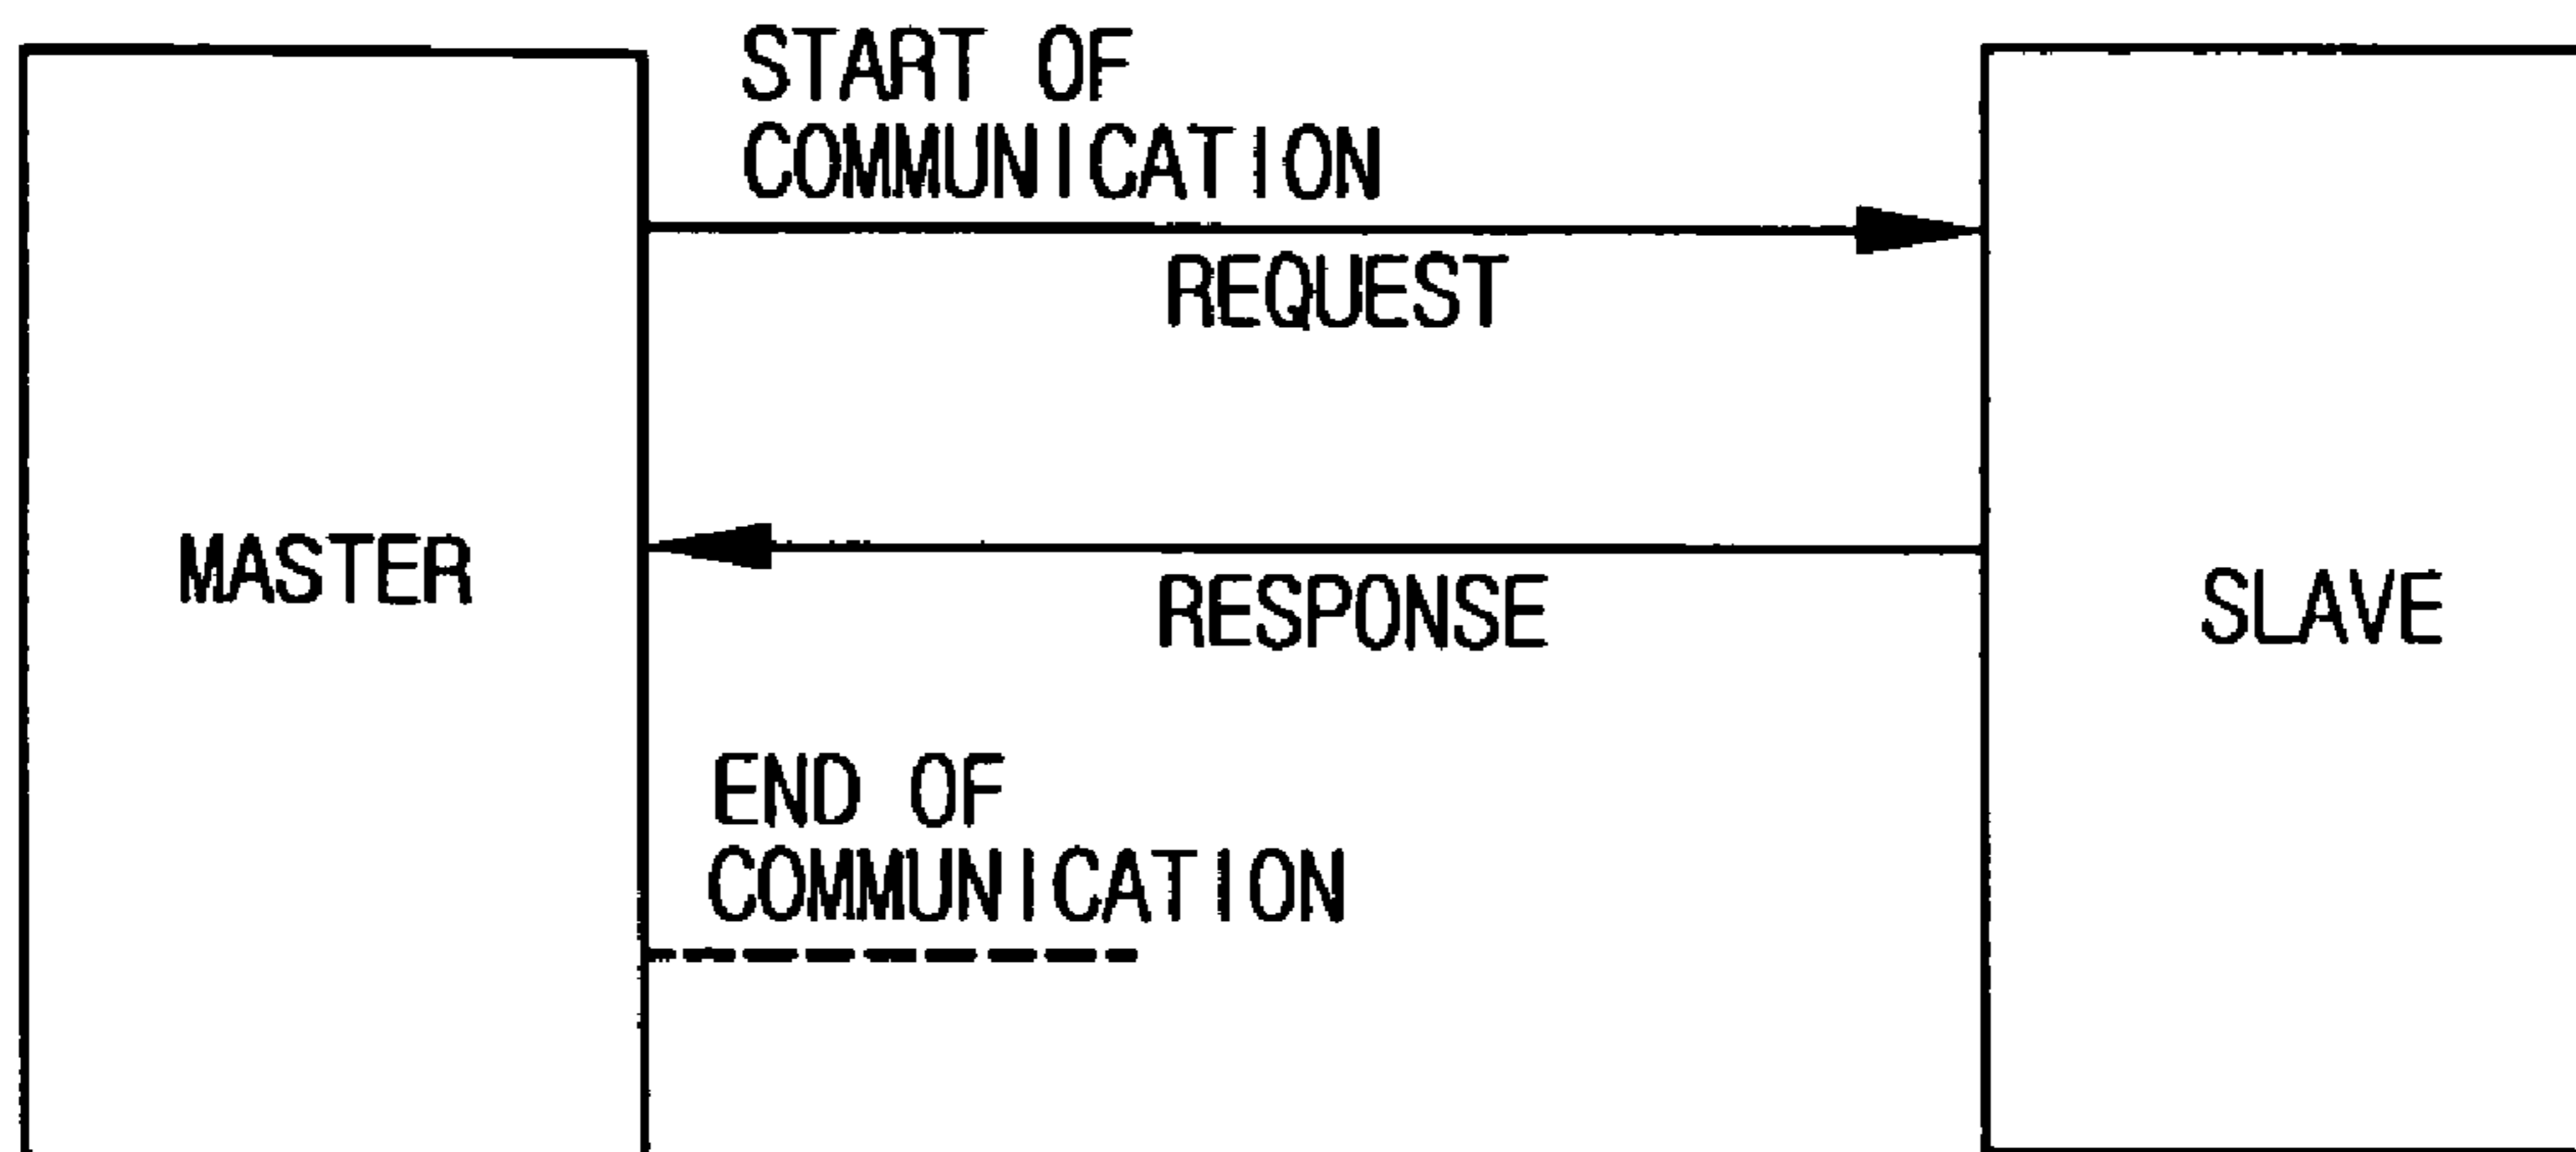 START OF
COMMUNICATION
REQUEST
MASTER
RESPONSE
SLAVE
END OF
COMMUNICATION